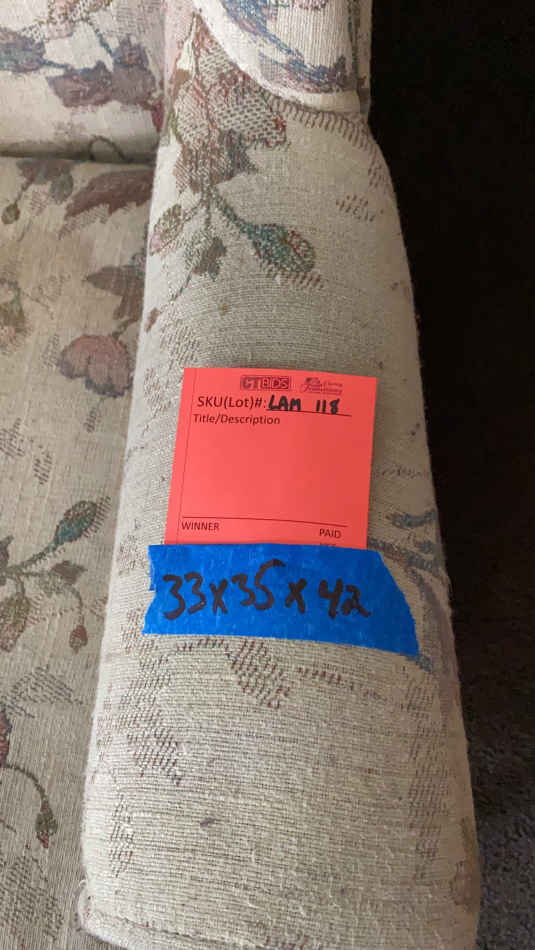 CTBIDS
SKU(Lot)#: LAM 118
Title/Description
WINNER
PAID
33x35x42